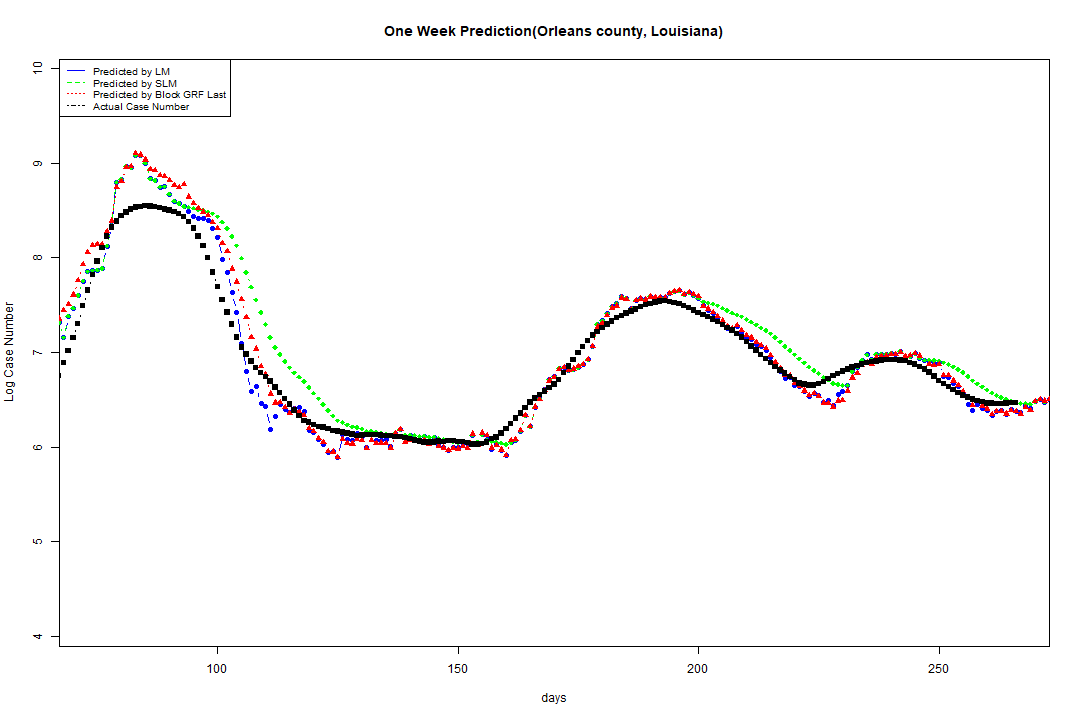 One Week Prediction(Orleans county, Louisiana)
Predicted by LM
Predicted by SLM
Predicted by Block GRF Last
Actual Case Number
10
9
8
7
6
5
4
Log Case Number
100
150
200
250
days